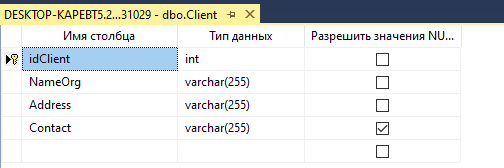 DESKTOP-KAPEBT5.2...31029 - dbo.Client
Имя столбца Тип данных Разрешить значения NU...
idClient int
NameOrg varchar(255)
Address varchar(255)
Contact varchar(255)